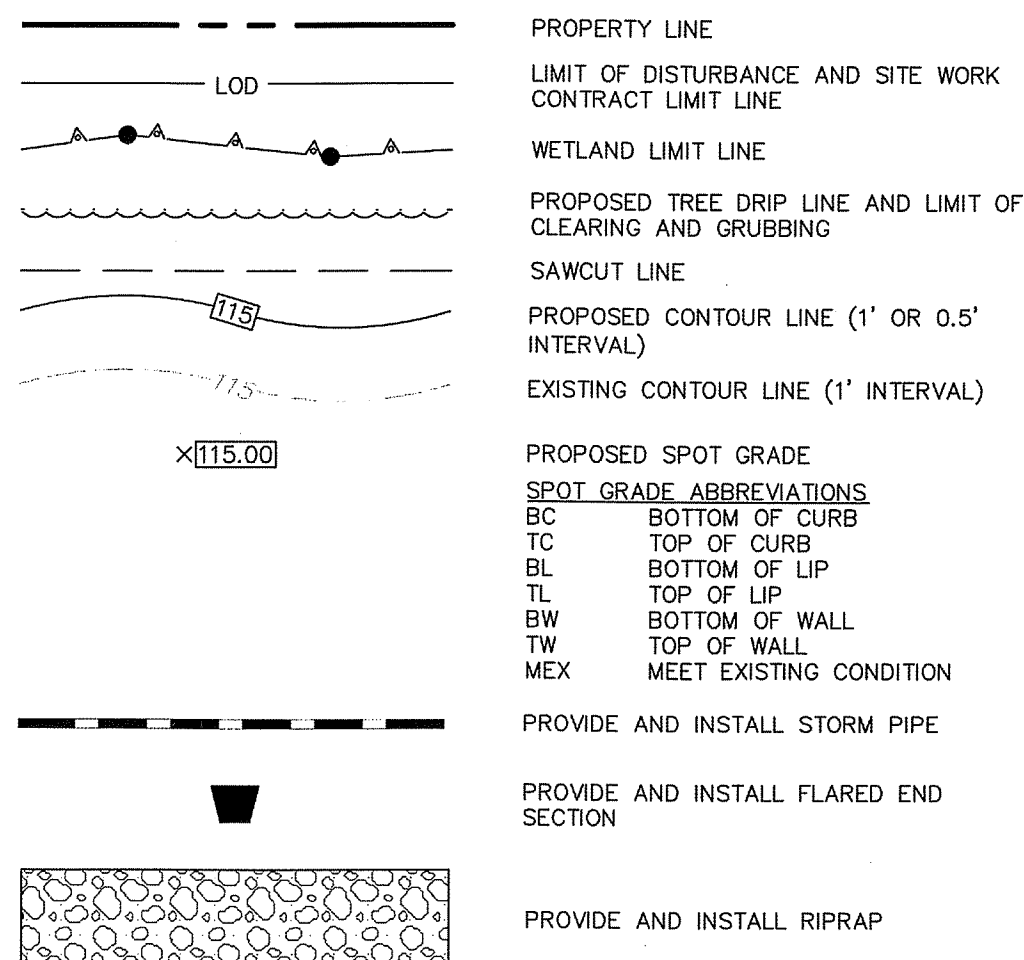 PROPERTY LINE
LOD
LIMIT OF DISTURBANCE AND SITE WORK
CONTRACT LIMIT LINE
WETLAND LIMIT LINE
PROPOSED TREE DRIP LINE AND LIMIT OF
CLEARING AND GRUBBING
SAWCUT LINE
115
PROPOSED CONTOUR LINE (1' OR 0.5'
INTERVAL)
115
EXISTING CONTOUR LINE (1' INTERVAL)
×115.00
PROPOSED SPOT GRADE
SPOT GRADE ABBREVIATIONS
BC BOTTOM OF CURB
TC TOP OF CURB
BL BOTTOM OF LIP
TL TOP OF LIP
BW BOTTOM OF WALL
TW TOP OF WALL
MEX MEET EXISTING CONDITION
PROVIDE AND INSTALL STORM PIPE
PROVIDE AND INSTALL FLARED END
SECTION
PROVIDE AND INSTALL RIPRAP